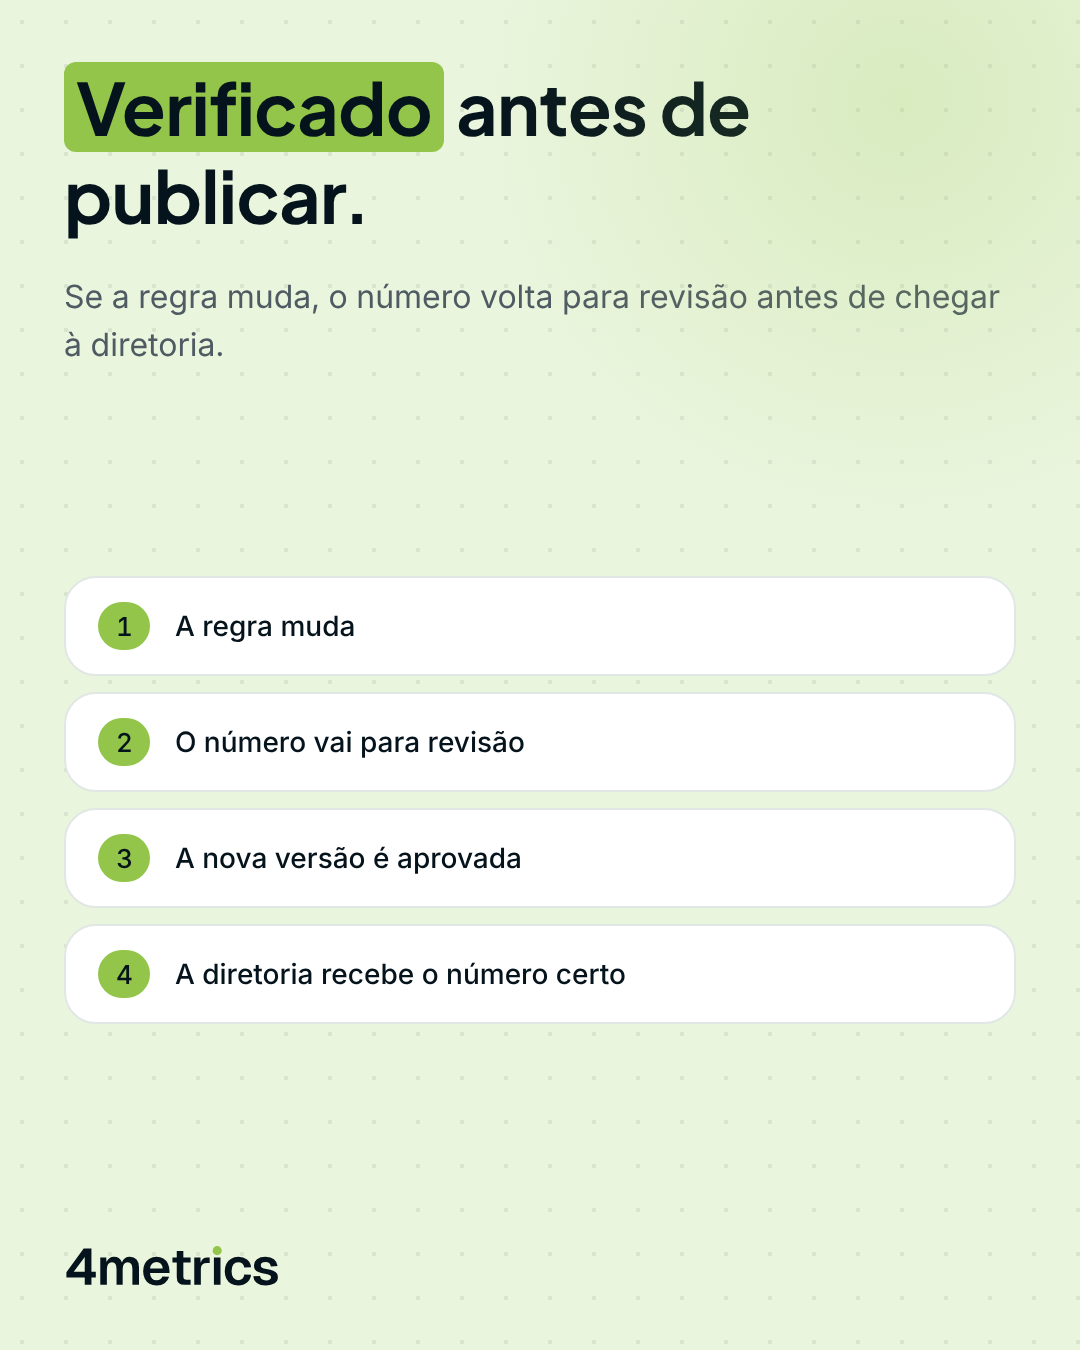 Verificado antes de
publicar.
Se a regra muda, o número volta para revisão antes de chegar
à diretoria.
1 A regra muda
2 O número vai para revisão
3 A nova versão é aprovada
4 A diretoria recebe o número certo
4metrics